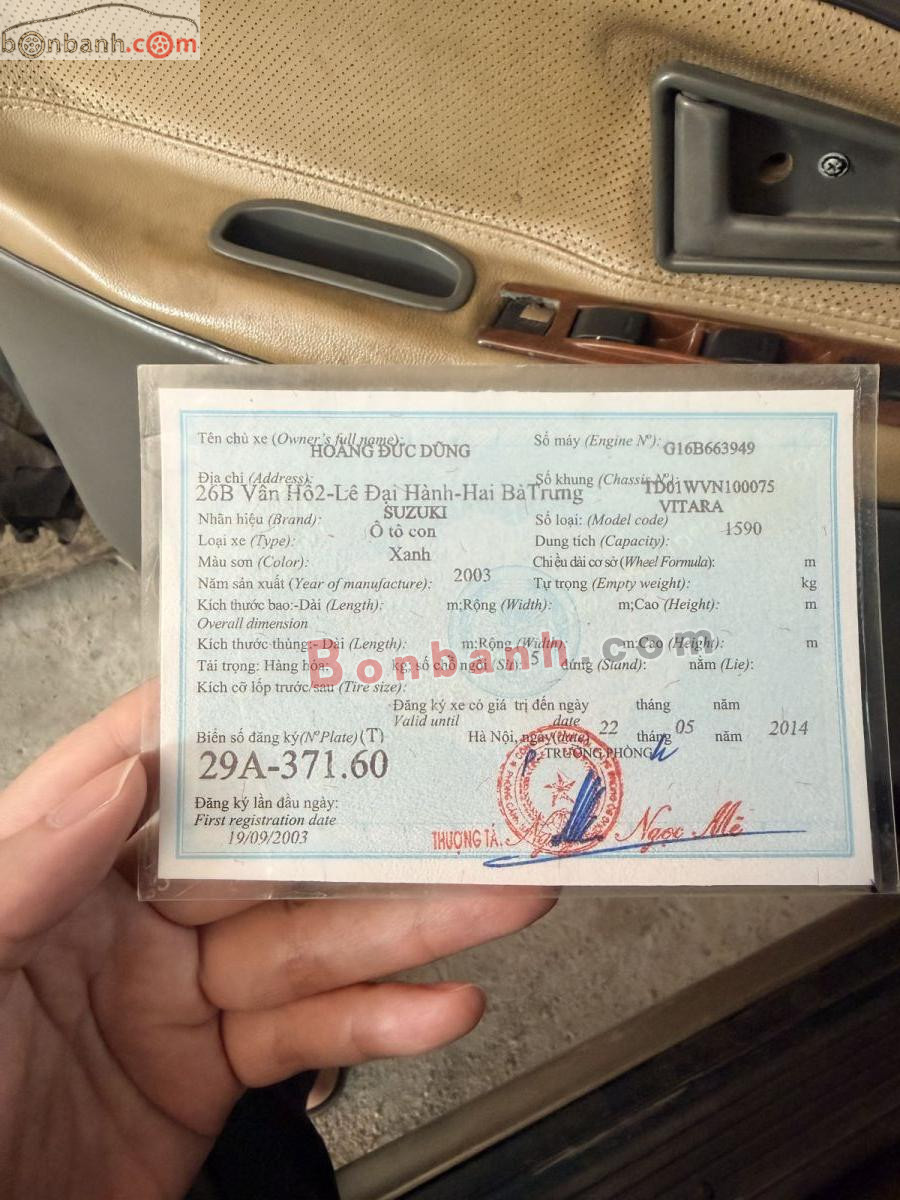 bonbanh.com
Tên chủ xe (Owner's full name): Số máy (Engine Nº): G16B663949
HOÀNG ĐỨC DŨNG
Địa chỉ (Address): Số khung (Chassis Nº): TD01WVN100075
26B Vân Hồ2-Lê Đại Hành-Hai BàTrưng
Nhãn hiệu (Brand): SUZUKI Số loại: (Model code) VITARA
Loại xe (Type): Ô tô con Dung tích (Capacity): 1590
Màu sơn (Color): Xanh Chiều dài cơ sở (Wheel Formula): m
Năm sản xuất (Year of manufacture): 2003 Tự trọng (Empty weight): kg
Kích thước bao:-Dài (Length): m;Rộng (Width): m;Cao (Height): m
Overall dimension
Kích thước thùng:- Dài (Length): m:Rộng (Width): m:Cao (Height): m
Bonbanh.com
Tải trọng: Hàng hóa: kg: số chỗ ngồi (Sit): 5 đứng (Stand): nằm (Lie):
Kích cỡ lốp trước/sau (Tire size):
Đăng ký xe có giá trị đến ngày tháng năm
Valid until date
Biển số đăng ký(NºPlate)(T) Hà Nội, ngày(date) 22 tháng 05 năm 2014
29A-371.60 TRƯỞNG PHÒNG
Đăng ký lần đầu ngày:
First registration date
19/09/2003 THƯỢNG TÁ. Ngọc Mê